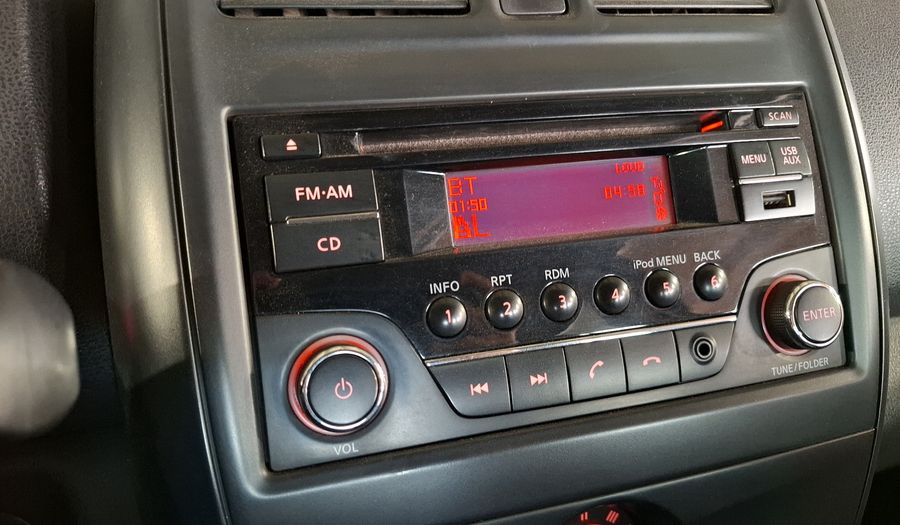 SCAN
LOUD
MENU
USB
AUX
FM·AM
BT
04:58
01:50
CD
INFO
RPT
RDM
iPod MENU
BACK
1
2
3
4
5
6
ENTER
TUNE/FOLDER
VOL